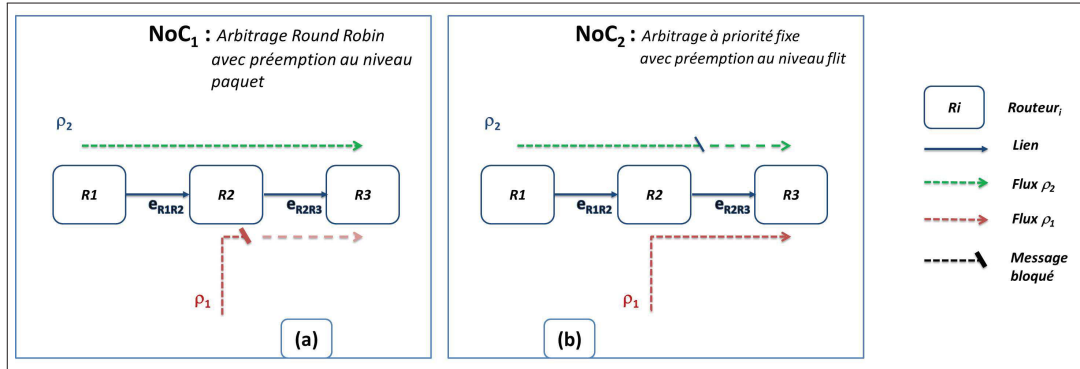 NoC1 : Arbitrage Round Robin
avec préemption au niveau
paquet
ρ2
R1
R2
R3
eR1R2
eR2R3
ρ1
(a)
NoC2 : Arbitrage à priorité fixe
avec préemption au niveau flit
ρ2
R1
R2
R3
eR1R2
eR2R3
ρ1
(b)
Ri
Routeuri
Lien
Flux ρ2
Flux ρ1
Message
bloqué